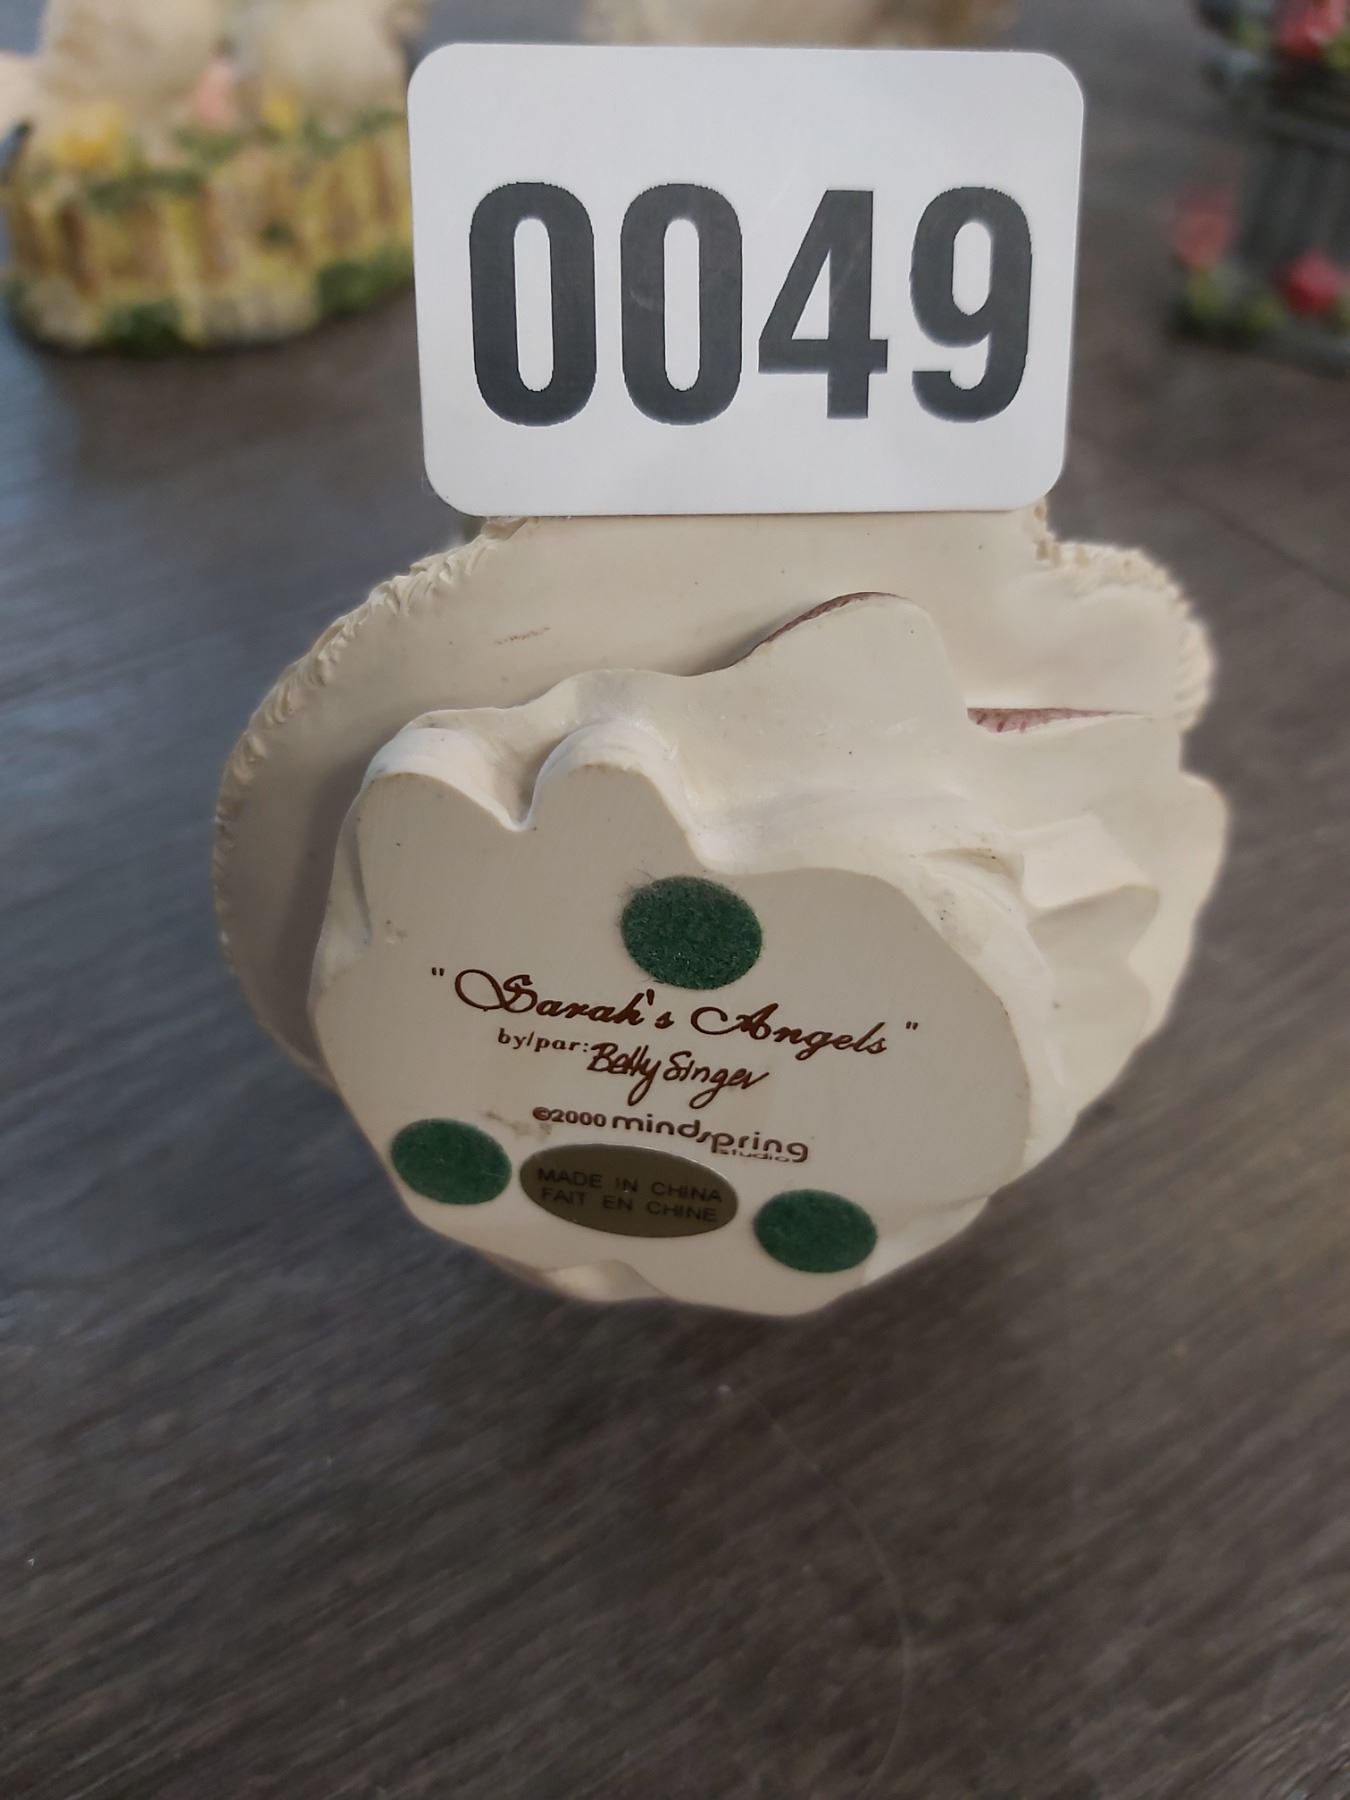 0049
"Sarah's Angels"
by/par: Betty Singer
©2000 mindspring
studio
MADE IN CHINA
FAIT EN CHINE